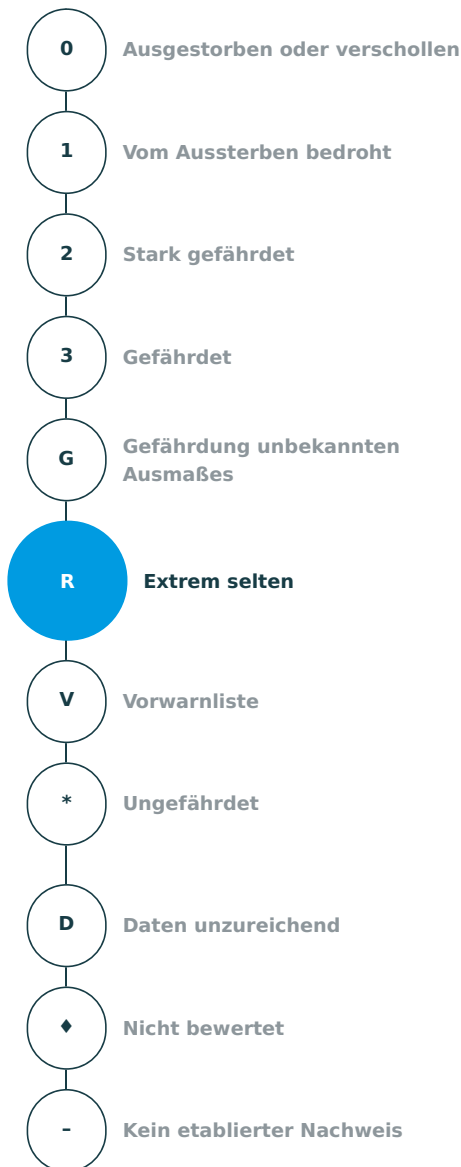 0 Ausgestorben oder verschollen
1 Vom Aussterben bedroht
2 Stark gefährdet
3 Gefährdet
G Gefährdung unbekannten
Ausmaßes
R Extrem selten
V Vorwarnliste
* Ungefährdet
D Daten unzureichend
♦ Nicht bewertet
– Kein etablierter Nachweis